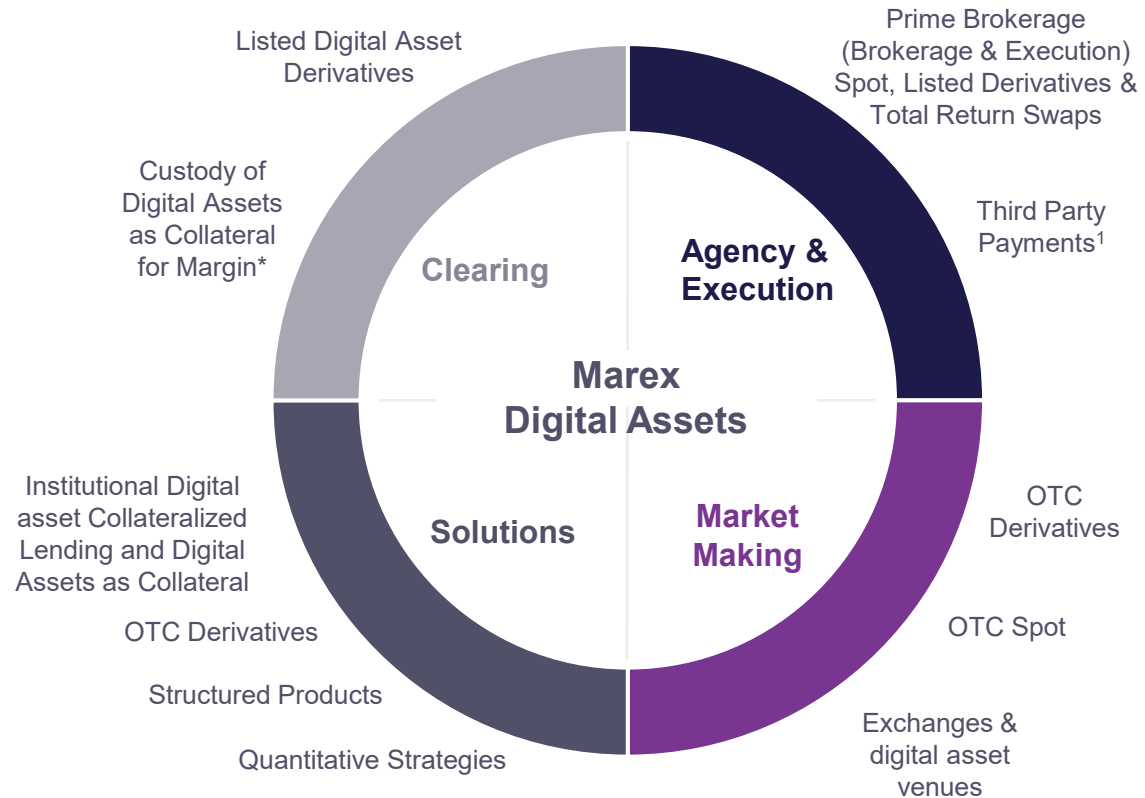 Listed Digital Asset
Derivatives
Prime Brokerage
(Brokerage & Execution)
Spot, Listed Derivatives &
Total Return Swaps
Custody of
Digital Assets
as Collateral
for Margin*
Third Party
Payments¹
Clearing
Agency &
Execution
Marex
Digital Assets
Solutions
Market
Making
Institutional Digital
asset Collateralized
Lending and Digital
Assets as Collateral
OTC Derivatives
Structured Products
Quantitative Strategies
OTC
Derivatives
OTC Spot
Exchanges &
digital asset
venues